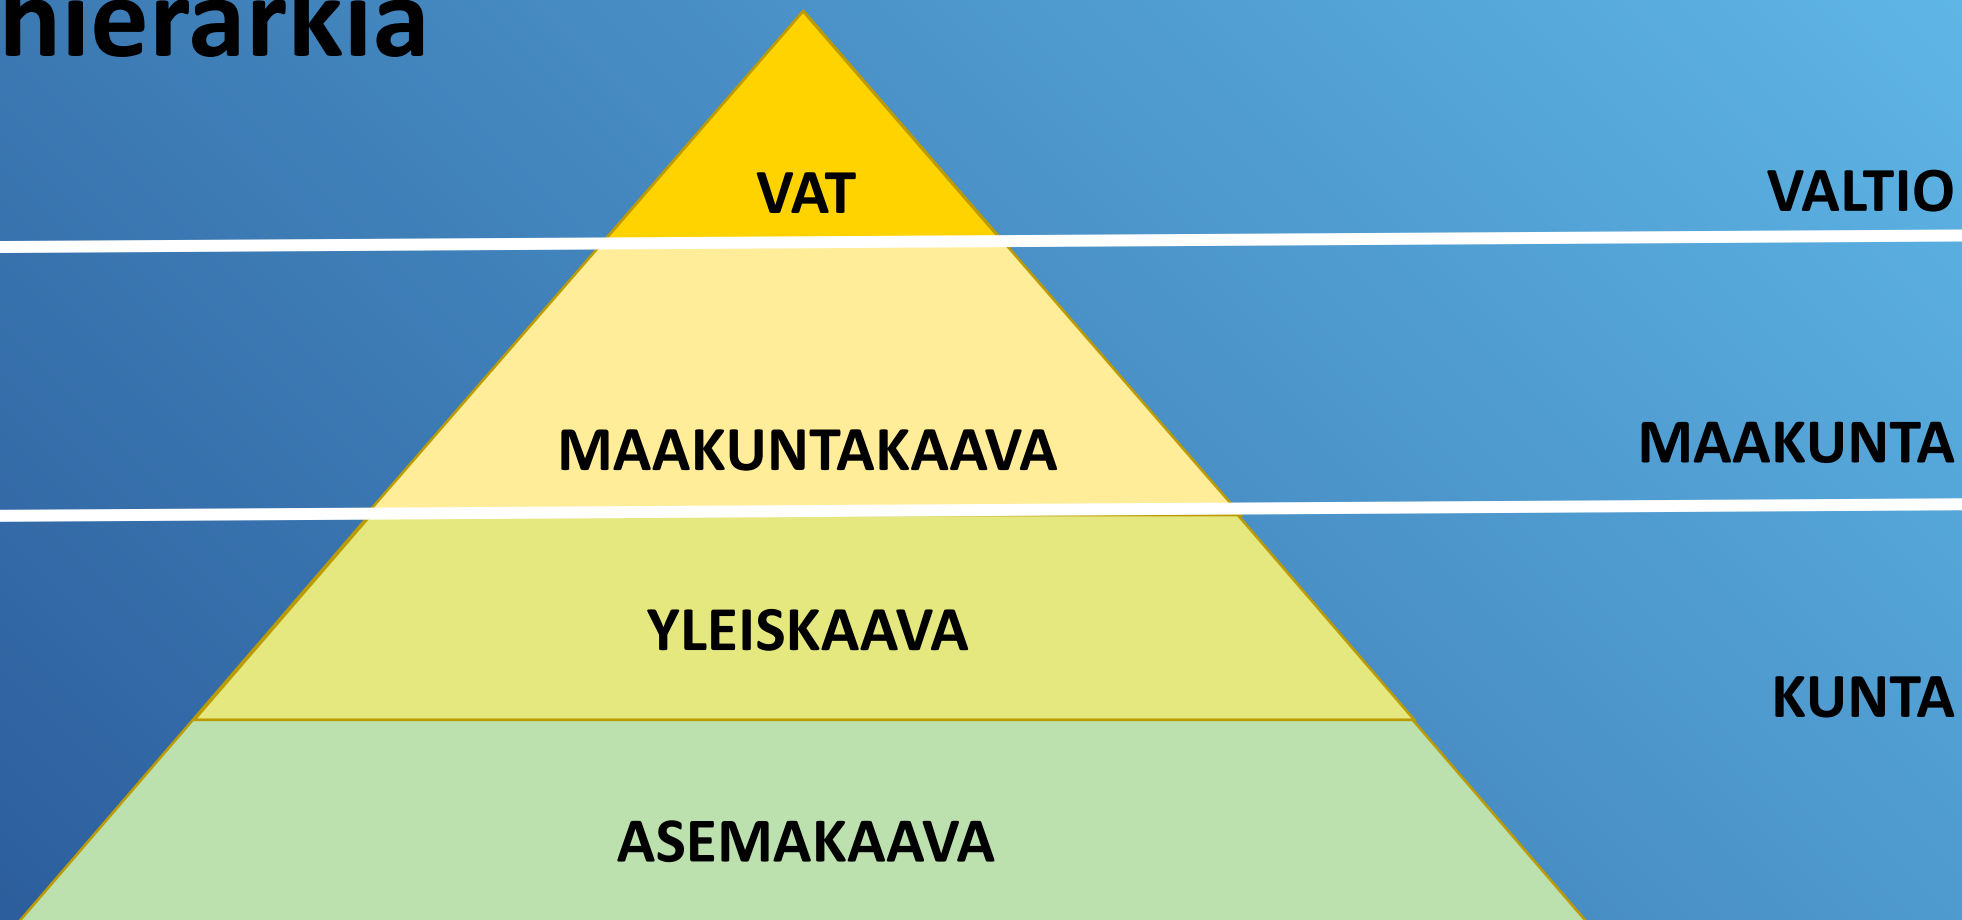 hierarkia
VAT
VALTIO
MAAKUNTAKAAVA
MAAKUNTA
YLEISKAAVA
KUNTA
ASEMAKAAVA